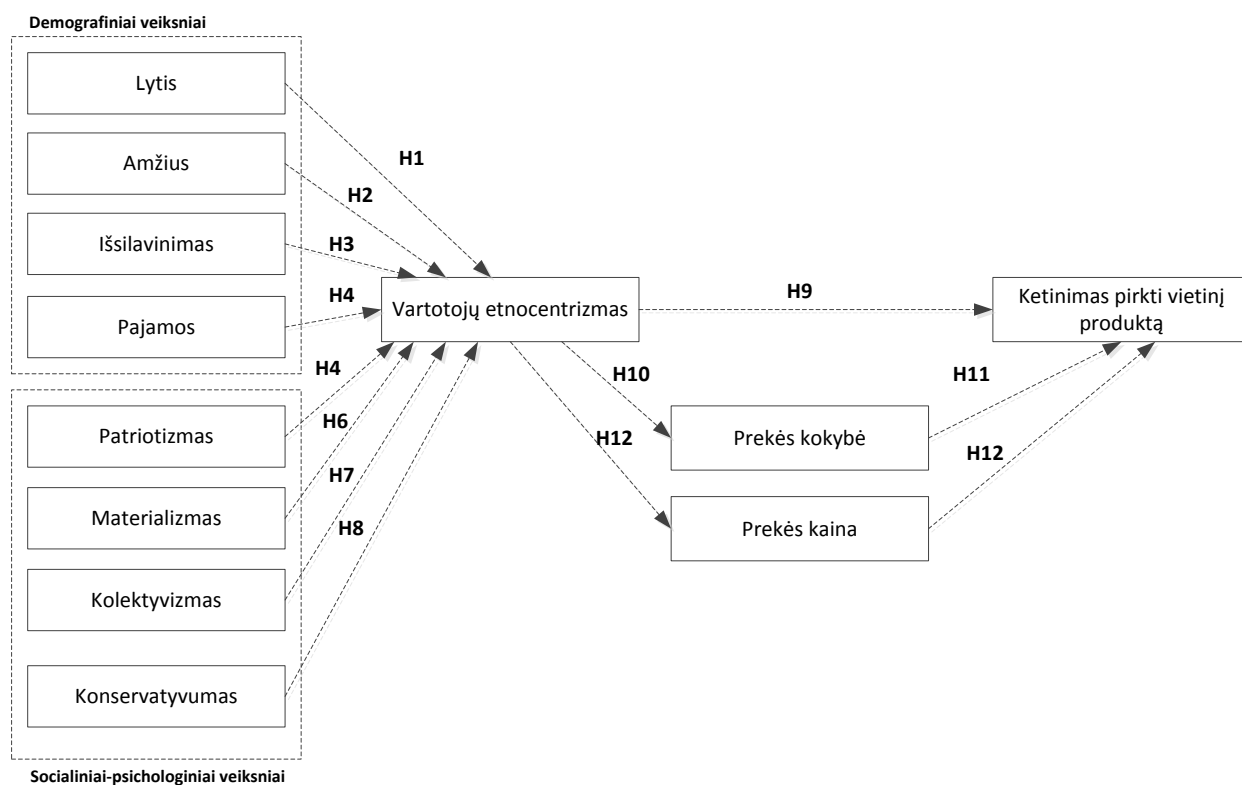 Demografiniai veiksniai
Lytis
Amžius
Išsilavinimas
Pajamos
H1
H2
H3
H4
Vartotojų etnocentrizmas
H9
Ketinimas pirkti vietinį
produktą
H4
H6
H7
H8
H10
H12
H11
H12
Prekės kokybė
Prekės kaina
Patriotizmas
Materializmas
Kolektyvizmas
Konservatyvumas
Socialiniai-psichologiniai veiksniai